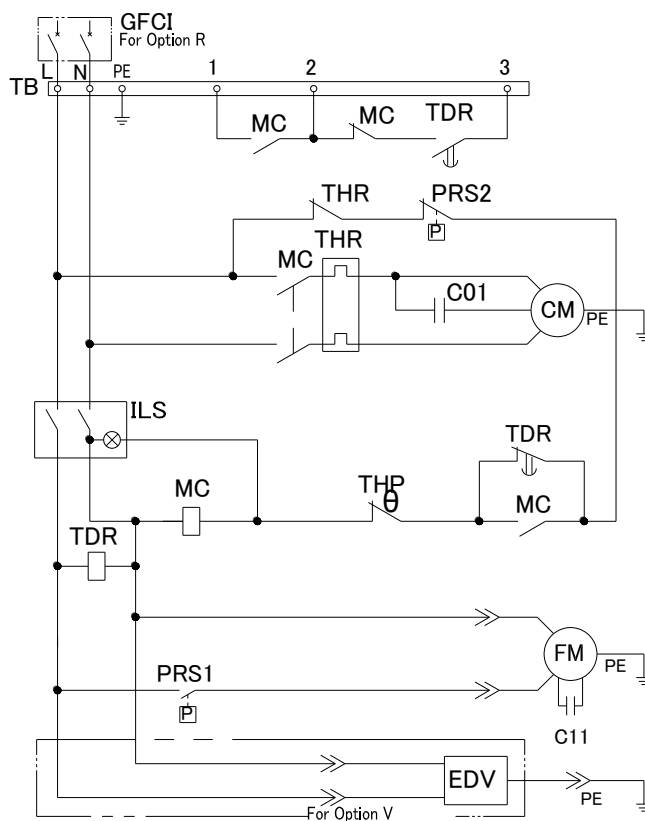 GFCI
For Option R
L N PE 1 2 3
TB
MC MC TDR
THR PRS2
P
MC THR
C01
CM
PE
ILS
TDR
MC THP θ MC
TDR
FM
PE
PRS1
P
C11
EDV
PE
For Option V